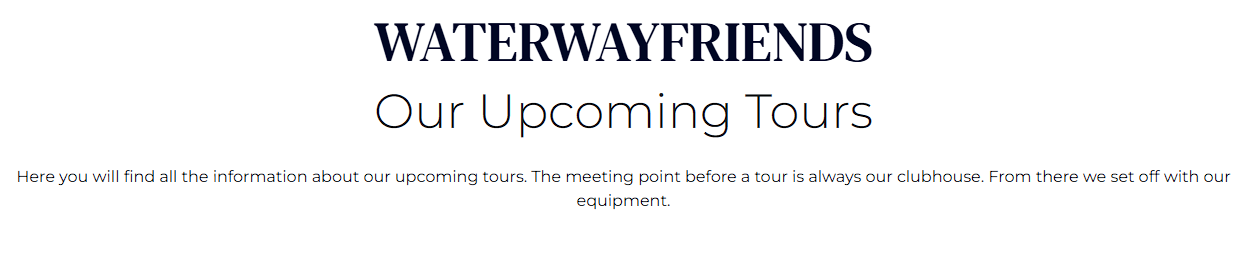 WATERWAYFRIENDS
Our Upcoming Tours
Here you will find all the information about our upcoming tours. The meeting point before a tour is always our clubhouse. From there we set off with our
equipment.